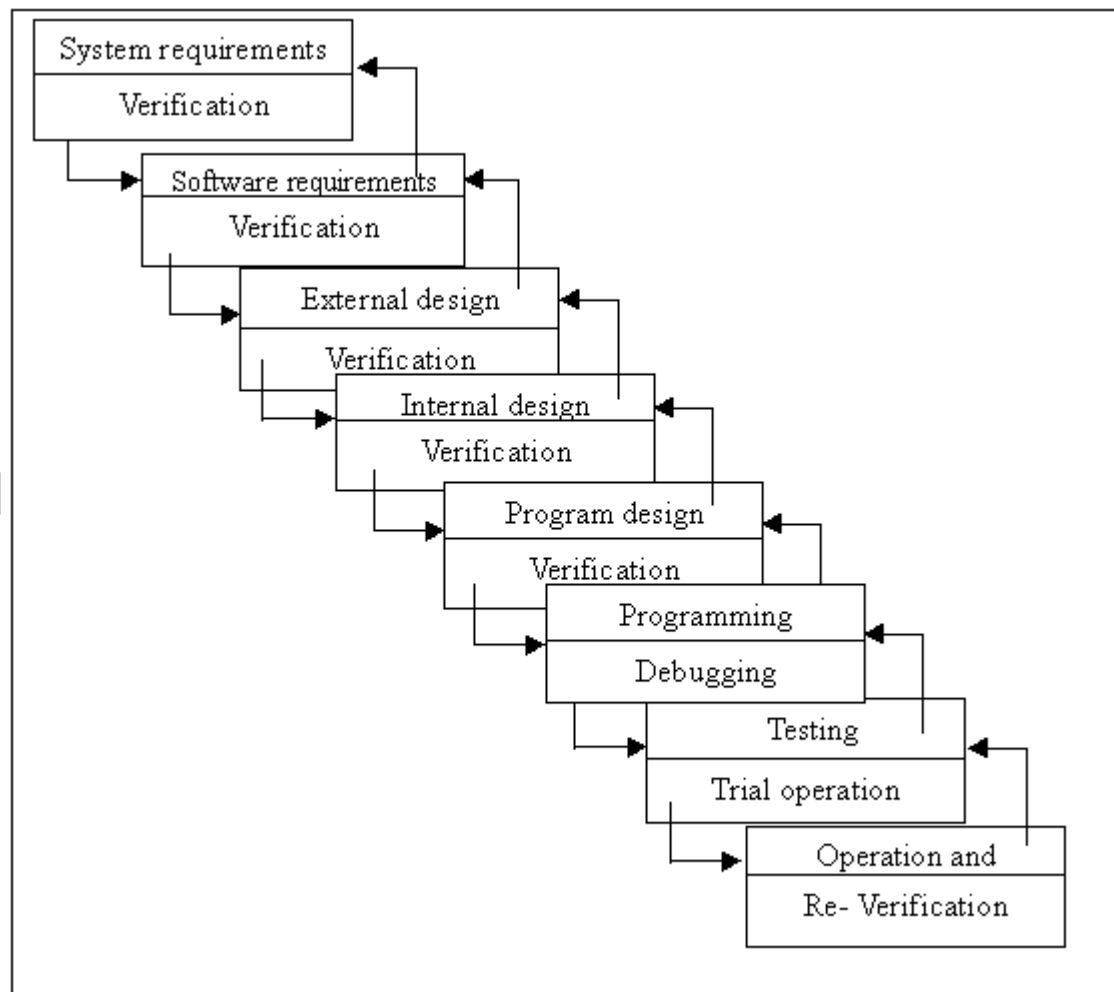 System requirements
Verification
Software requirements
Verification
External design
Verification
Internal design
Verification
Program design
Verification
Programming
Debugging
Testing
Trial operation
Operation and
Re- Verification